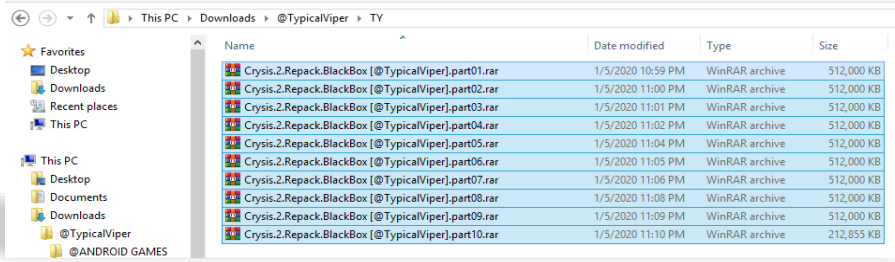 This PC ▸ Downloads ▸ @TypicalViper ▸ TY
Favorites
Desktop
Downloads
Recent places
This PC
This PC
Desktop
Documents
Downloads
@TypicalViper
@ANDROID GAMES
Name Date modified Type Size
Crysis.2.Repack.BlackBox [@TypicalViper].part01.rar 1/5/2020 10:59 PM WinRAR archive 512,000 KB
Crysis.2.Repack.BlackBox [@TypicalViper].part02.rar 1/5/2020 11:00 PM WinRAR archive 512,000 KB
Crysis.2.Repack.BlackBox [@TypicalViper].part03.rar 1/5/2020 11:01 PM WinRAR archive 512,000 KB
Crysis.2.Repack.BlackBox [@TypicalViper].part04.rar 1/5/2020 11:02 PM WinRAR archive 512,000 KB
Crysis.2.Repack.BlackBox [@TypicalViper].part05.rar 1/5/2020 11:04 PM WinRAR archive 512,000 KB
Crysis.2.Repack.BlackBox [@TypicalViper].part06.rar 1/5/2020 11:05 PM WinRAR archive 512,000 KB
Crysis.2.Repack.BlackBox [@TypicalViper].part07.rar 1/5/2020 11:06 PM WinRAR archive 512,000 KB
Crysis.2.Repack.BlackBox [@TypicalViper].part08.rar 1/5/2020 11:08 PM WinRAR archive 512,000 KB
Crysis.2.Repack.BlackBox [@TypicalViper].part09.rar 1/5/2020 11:09 PM WinRAR archive 512,000 KB
Crysis.2.Repack.BlackBox [@TypicalViper].part10.rar 1/5/2020 11:10 PM WinRAR archive 212,855 KB